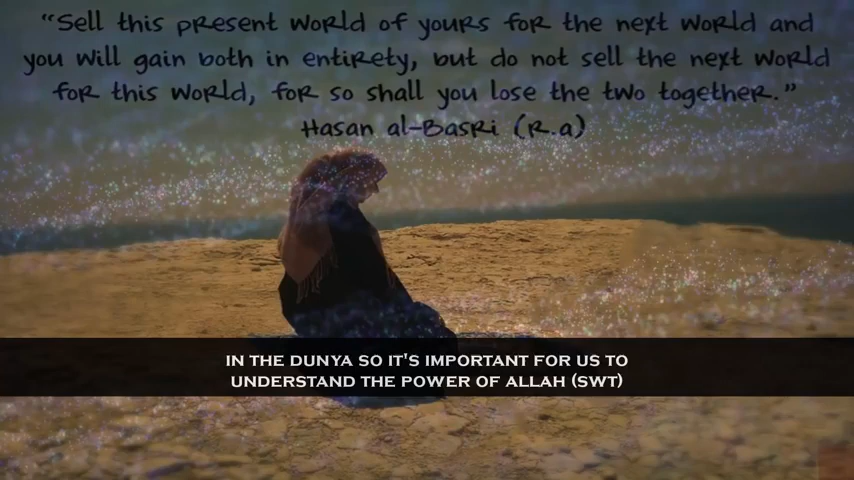 “Sell this present world of yours for the next world and
you will gain both in entirety, but do not sell the next world
for this world, for so shall you lose the two together.”
Hasan al-Basri (R.a)
IN THE DUNYA SO IT'S IMPORTANT FOR US TO
UNDERSTAND THE POWER OF ALLAH (SWT)